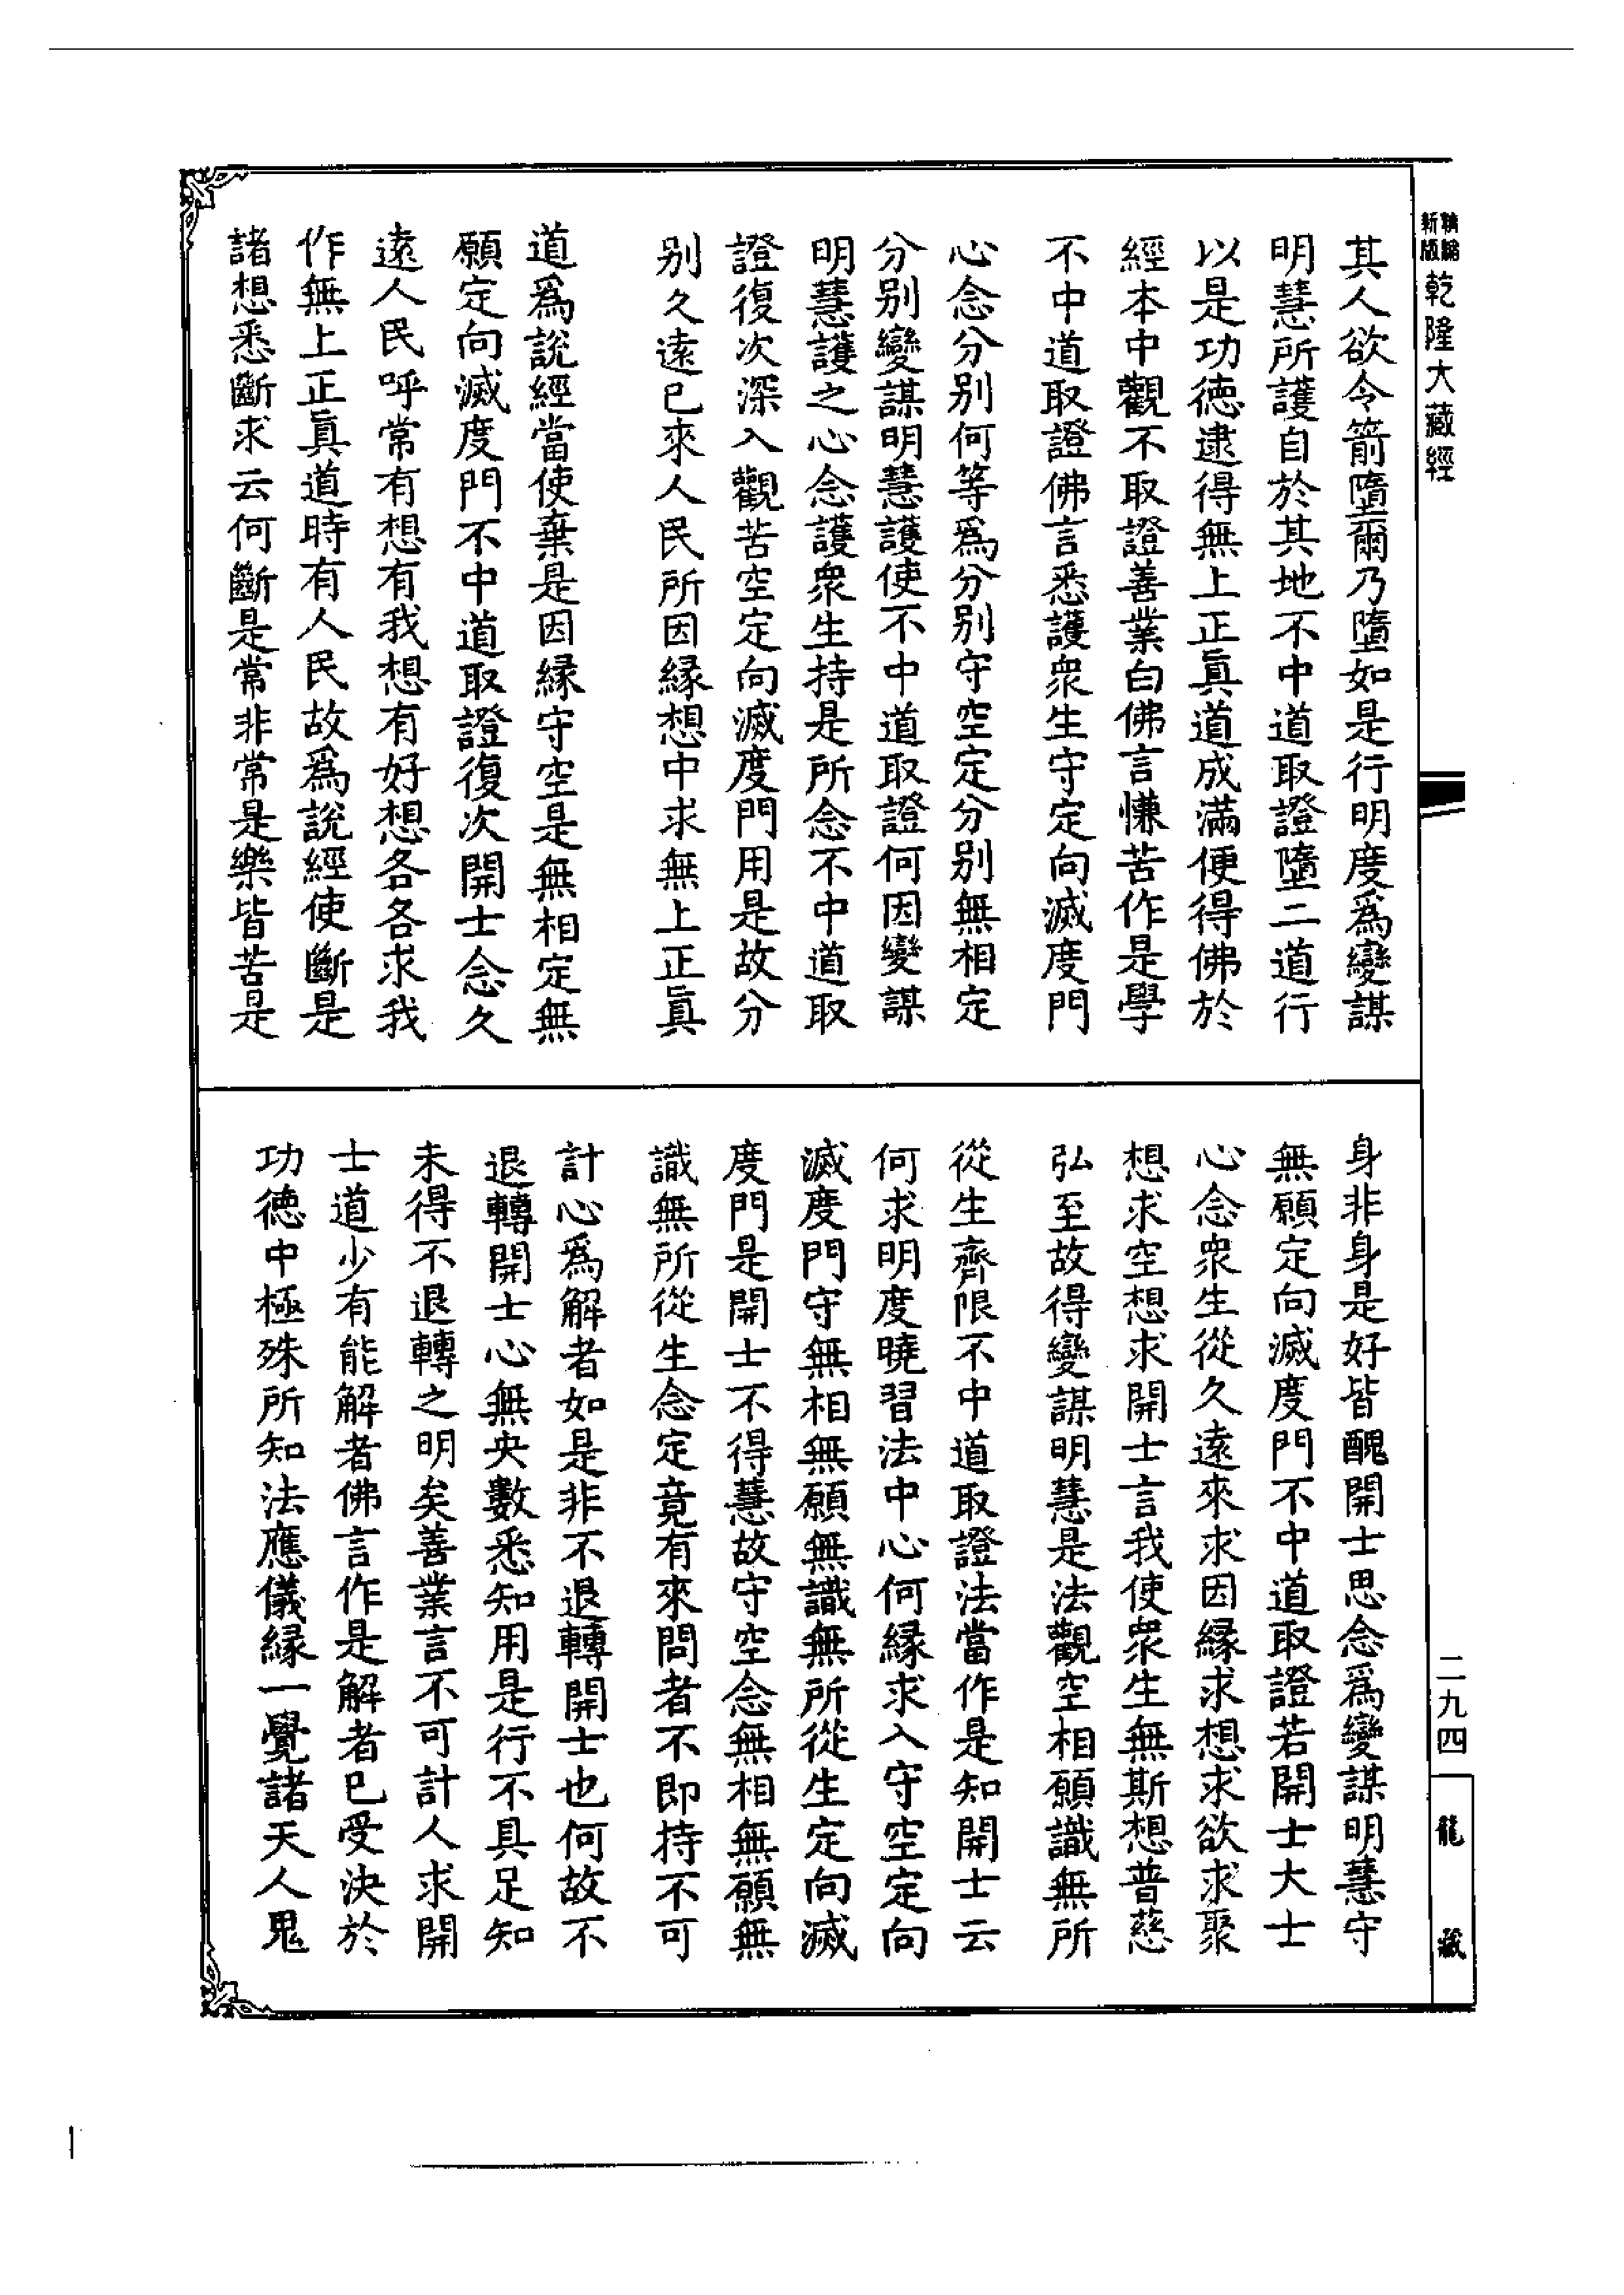 新編
縮版
乾隆大藏經
其人欲令箭墮爾乃墮如是行明度爲變謀
明慧所護自於其地不中道取證墮二道行
以是功德逮得無上正眞道成滿便得佛於
經本中觀不取證善業白佛言慊苦作是學
不中道取證佛言悉護衆生守定向滅度門
心念分别何等爲分别守空定分别無相定
分别變謀明慧護使不中道取證何因變謀
明慧護之心念護衆生持是所念不中道取
證復次深入觀苦空定向滅度門用是故分
别久遠已來人民所因緣想中求無上正眞
道爲說經當使棄是因緣守空是無相定無
願定向滅度門不中道取證復次開士念久
遠人民呼常有想有我想有好想各各求我
作無上正眞道時有人民故爲說經使斷是
諸想悉斷求云何斷是常非常是樂皆苦是
身非身是好皆醜開士思念爲變謀明慧守
無願定向滅度門不中道取證若開士大士
心念衆生從久遠來求因緣求想求欲求聚
想求空想求開士言我使衆生無斯想普慈
弘至故得變謀明慧是法觀空相願識無所
從生齊限不中道取證法當作是知開士云
何求明度曉習法中心何緣求入守空定向
滅度門守無相無願無識無所從生定向滅
度門是開士不得慧故守空念無相無願無
識無所從生念定竟有來問者不即持不可
計心爲解者如是非不退轉開士也何故不
退轉開士心無央數悉知用是行不具足知
未得不退轉之明矣善業言不可計人求開
士道少有能解者佛言作是解者已受決於
功德中極殊所知法應儀緣一覺諸天人鬼
二九四
龍藏